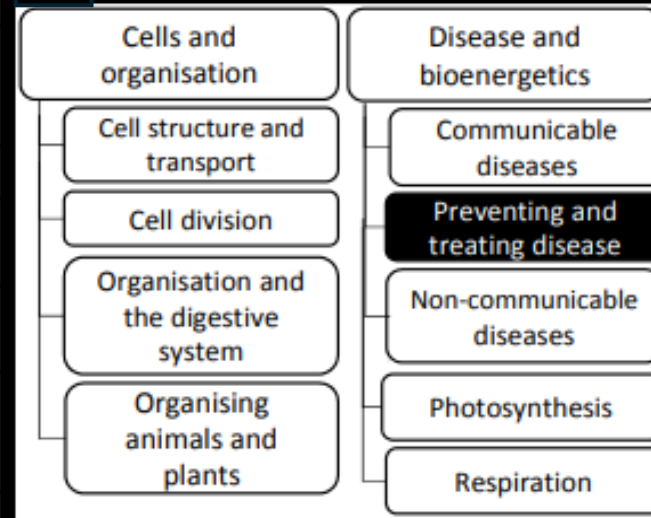 Cells and
organisation
Cell structure and
transport
Cell division
Organisation and
the digestive
system
Organising
animals and
plants
Disease and
bioenergetics
Communicable
diseases
Preventing and
treating disease
Non-communicable
diseases
Photosynthesis
Respiration